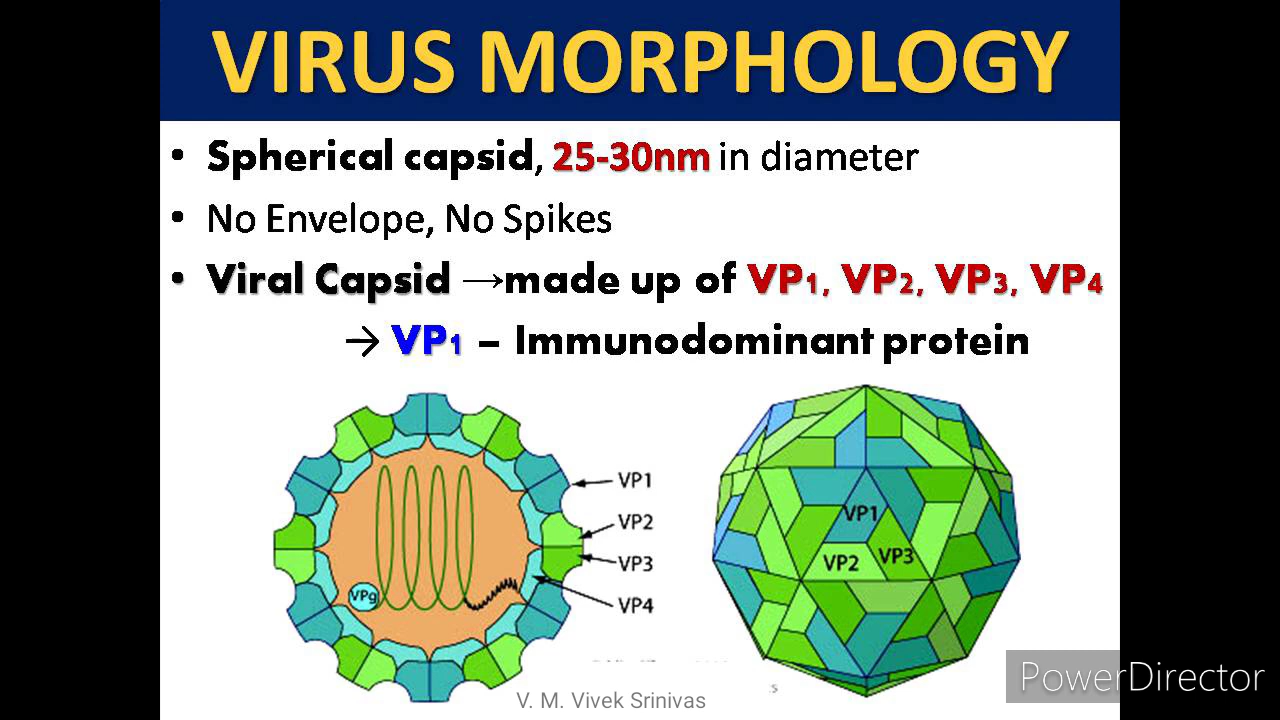 VIRUS MORPHOLOGY
• Spherical capsid, 25-30nm in diameter
• No Envelope, No Spikes
• Viral Capsid →made up of VP1, VP2, VP3, VP4
→ VP1 – Immunodominant protein
VP1
VP2
VP3
VP4
VPg
VP1
VP2
VP3
V. M. Vivek Srinivas
PowerDirector